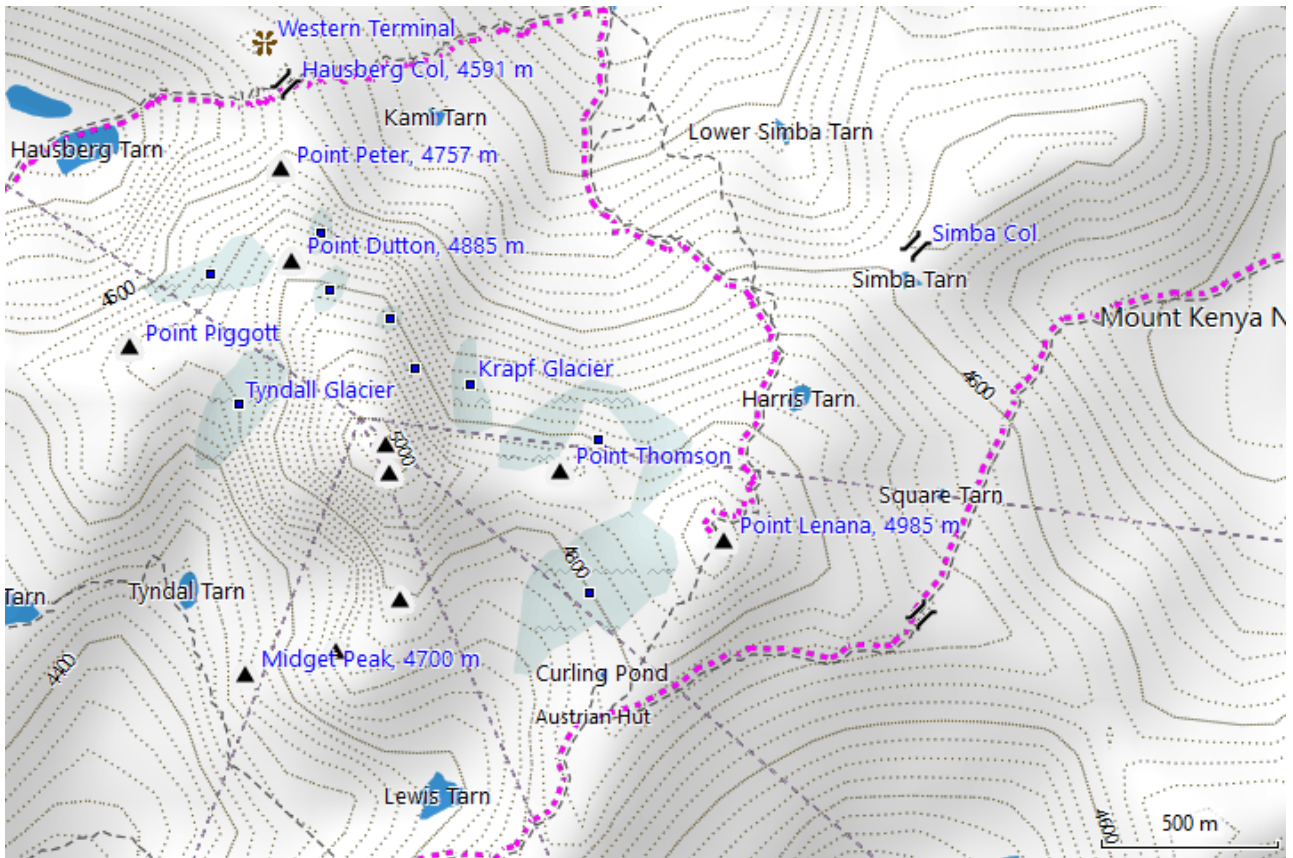 Western Terminal
Hausberg Col, 4591 m
Kami Tarn
Lower Simba Tarn
Hausberg Tarn
Point Peter, 4757 m
Simba Col
Point Dutton, 4885 m
Simba Tarn
4500
Mount Kenya N
Point Piggott
Krapf Glacier
4600
Tyndall Glacier
Harris Tarn
5000
Point Thomson
Square Tarn
Point Lenana, 4985 m
4800
Tarn
Tyndal Tarn
4400
Midget Peak, 4700 m
Curling Pond
Austrian Hut
Lewis Tarn
4600
500 m